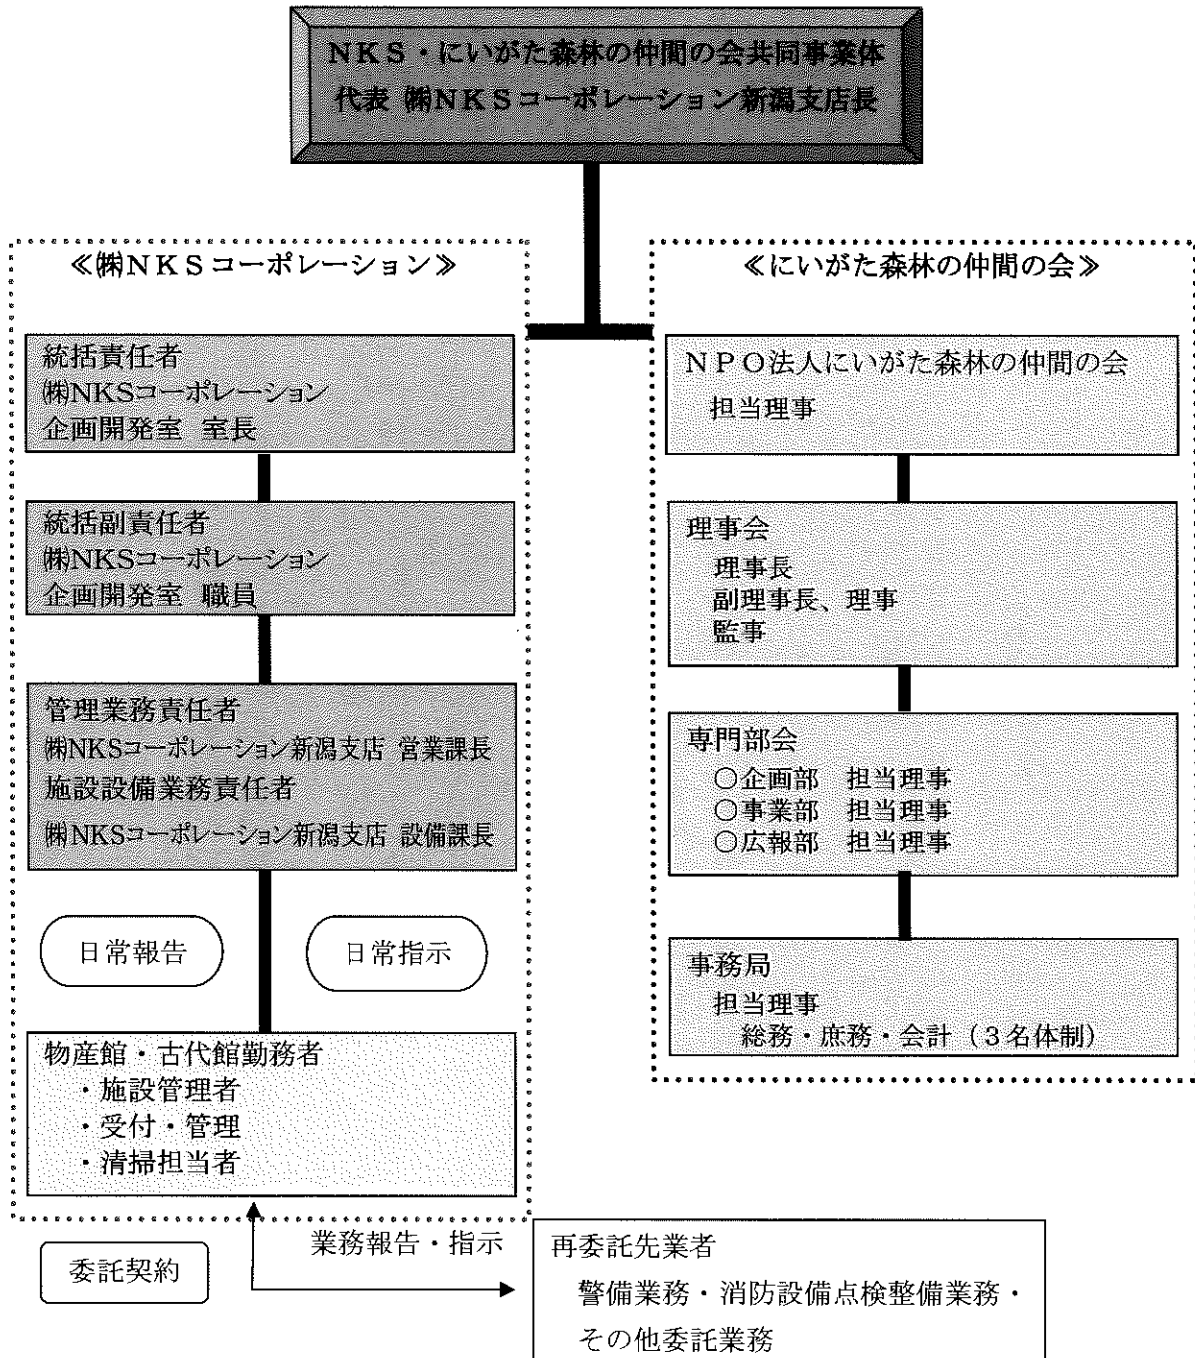 NKS・にいがた森林の仲間の会共同事業体
代表 ㈱NKSコーポレーション新潟支店長
≪㈱NKSコーポレーション≫
統括責任者
㈱NKSコーポレーション
企画開発室 室長
統括副責任者
㈱NKSコーポレーション
企画開発室 職員
管理業務責任者
㈱NKSコーポレーション新潟支店 営業課長
施設設備業務責任者
㈱NKSコーポレーション新潟支店 設備課長
日常報告
日常指示
物産館・古代館勤務者
・施設管理者
・受付・管理
・清掃担当者
≪にいがた森林の仲間の会≫
NPO法人にいがた森林の仲間の会
担当理事
理事会
理事長
副理事長、理事
監事
専門部会
○企画部 担当理事
○事業部 担当理事
○広報部 担当理事
事務局
担当理事
総務・庶務・会計(3名体制)
委託契約
業務報告・指示
再委託先業者
警備業務・消防設備点検整備業務・
その他委託業務